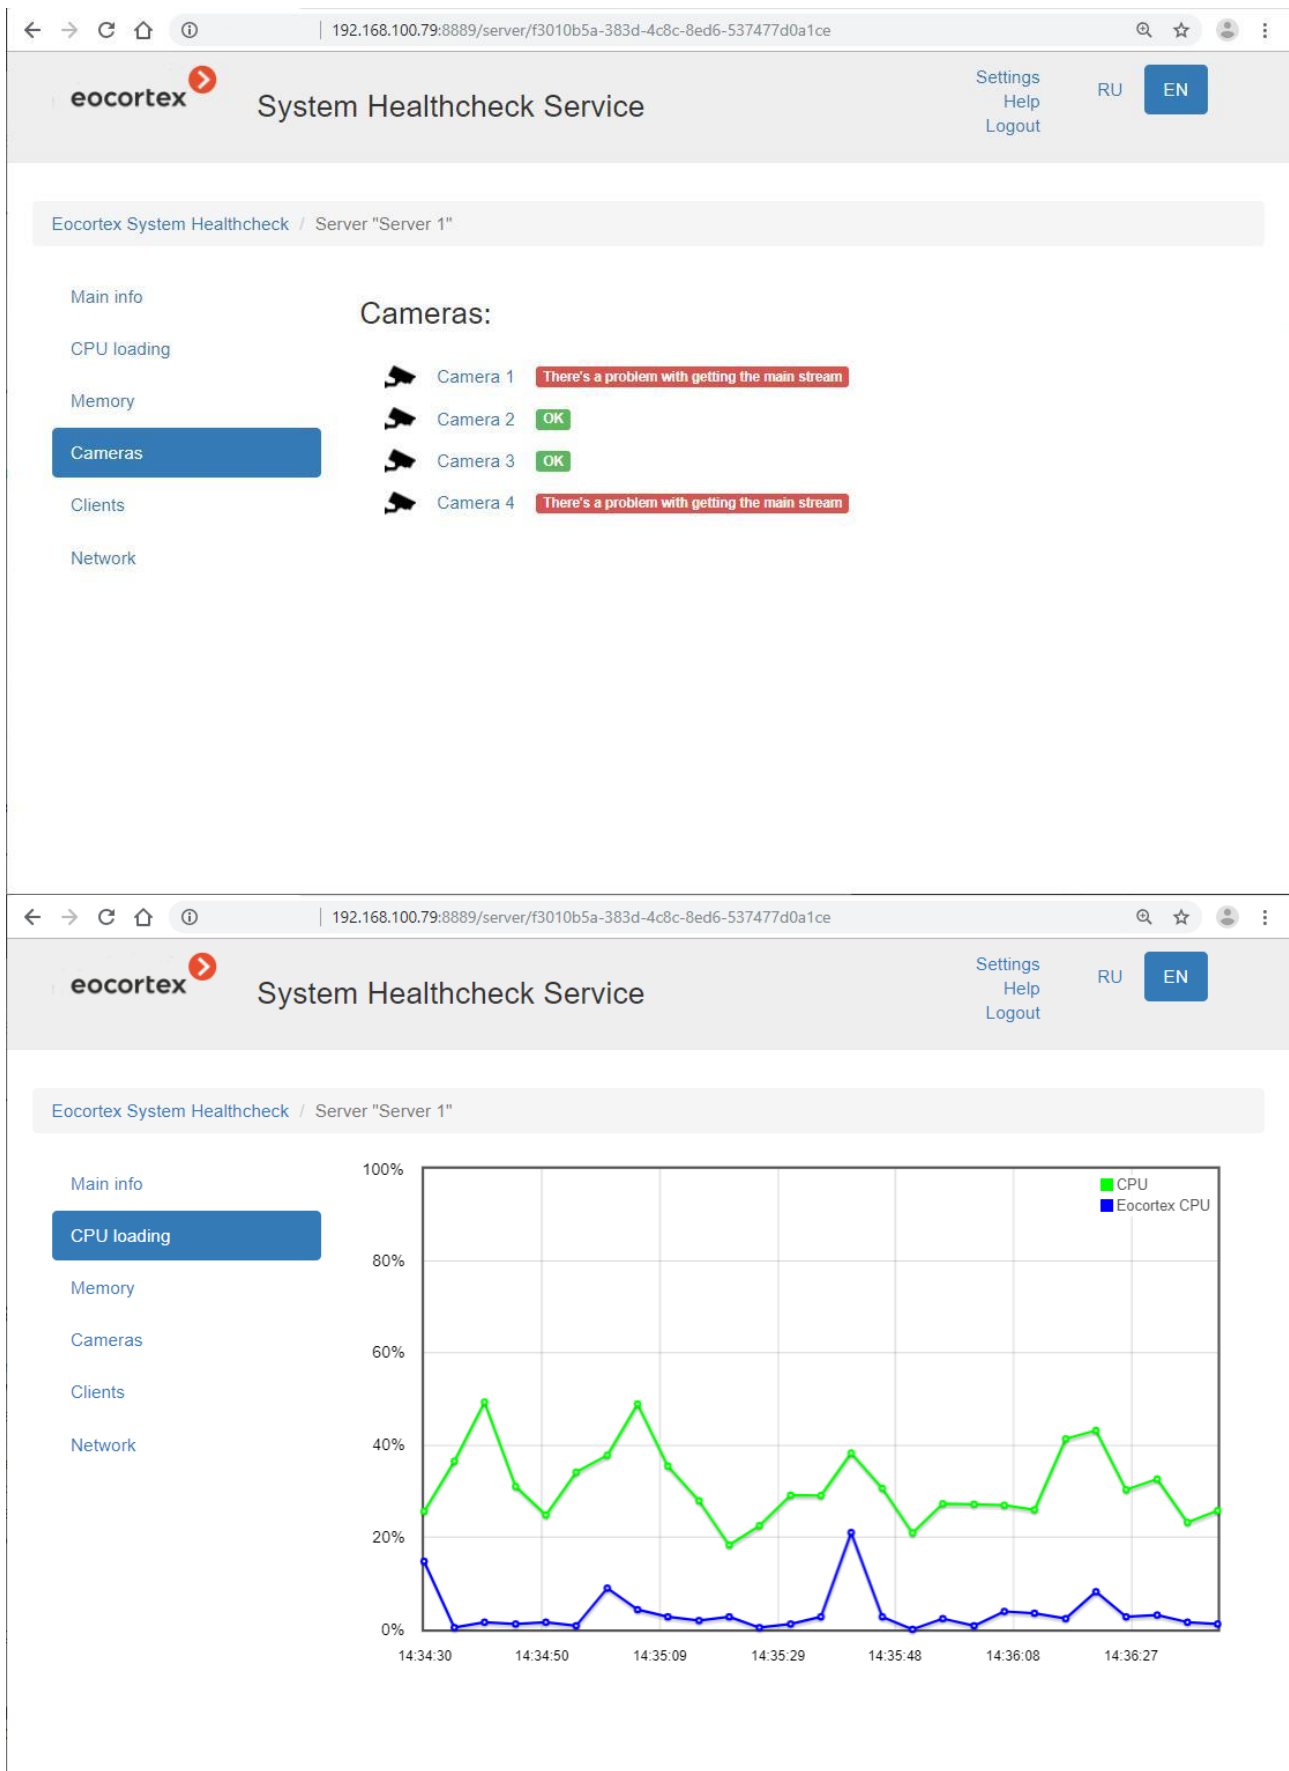 192.168.100.79:8889/server/f3010b5a-383d-4c8c-8ed6-537477d0a1ce
eocortex
System Healthcheck Service
Settings
Help
Logout
RU
EN
Eocortex System Healthcheck / Server "Server 1"
Main info
CPU loading
Memory
Cameras
Clients
Network
Cameras:
Camera 1 There's a problem with getting the main stream
Camera 2 OK
Camera 3 OK
Camera 4 There's a problem with getting the main stream
192.168.100.79:8889/server/f3010b5a-383d-4c8c-8ed6-537477d0a1ce
eocortex
System Healthcheck Service
Settings
Help
Logout
RU
EN
Eocortex System Healthcheck / Server "Server 1"
Main info
CPU loading
Memory
Cameras
Clients
Network
100%
80%
60%
40%
20%
0%
CPU
Eocortex CPU
14:34:30 14:34:50 14:35:09 14:35:29 14:35:48 14:36:08 14:36:27